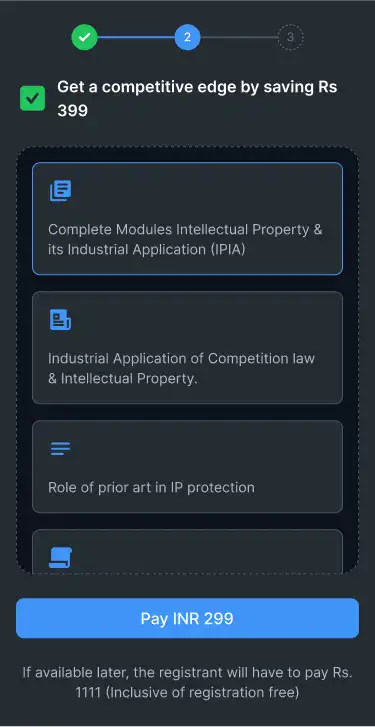 2
3
Get a competitive edge by saving Rs
399
Complete Modules Intellectual Property &
its Industrial Application (IPIA)
Industrial Application of Competition law
& Intellectual Property.
Role of prior art in IP protection
Pay INR 299
If available later, the registrant will have to pay Rs.
1111 (Inclusive of registration free)